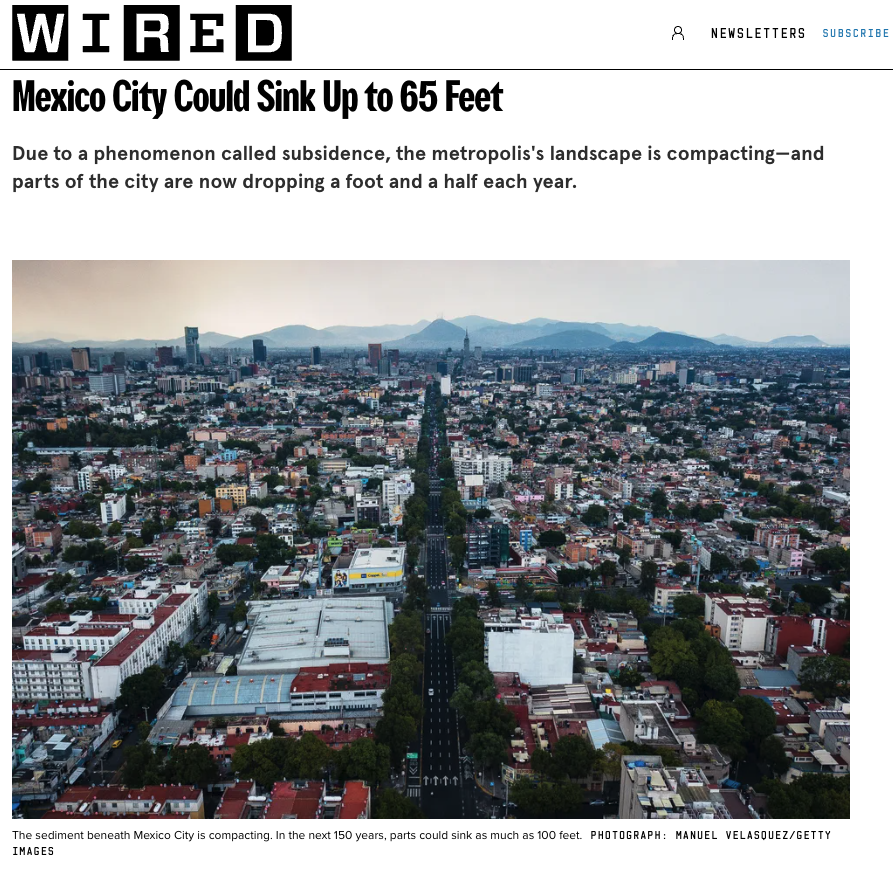 WIRED
NEWSLETTERS
SUBSCRIBE
Mexico City Could Sink Up to 65 Feet
Due to a phenomenon called subsidence, the metropolis's landscape is compacting—and
parts of the city are now dropping a foot and a half each year.
The sediment beneath Mexico City is compacting. In the next 150 years, parts could sink as much as 100 feet. PHOTOGRAPH: MANUEL VELASQUEZ/GETTY
IMAGES